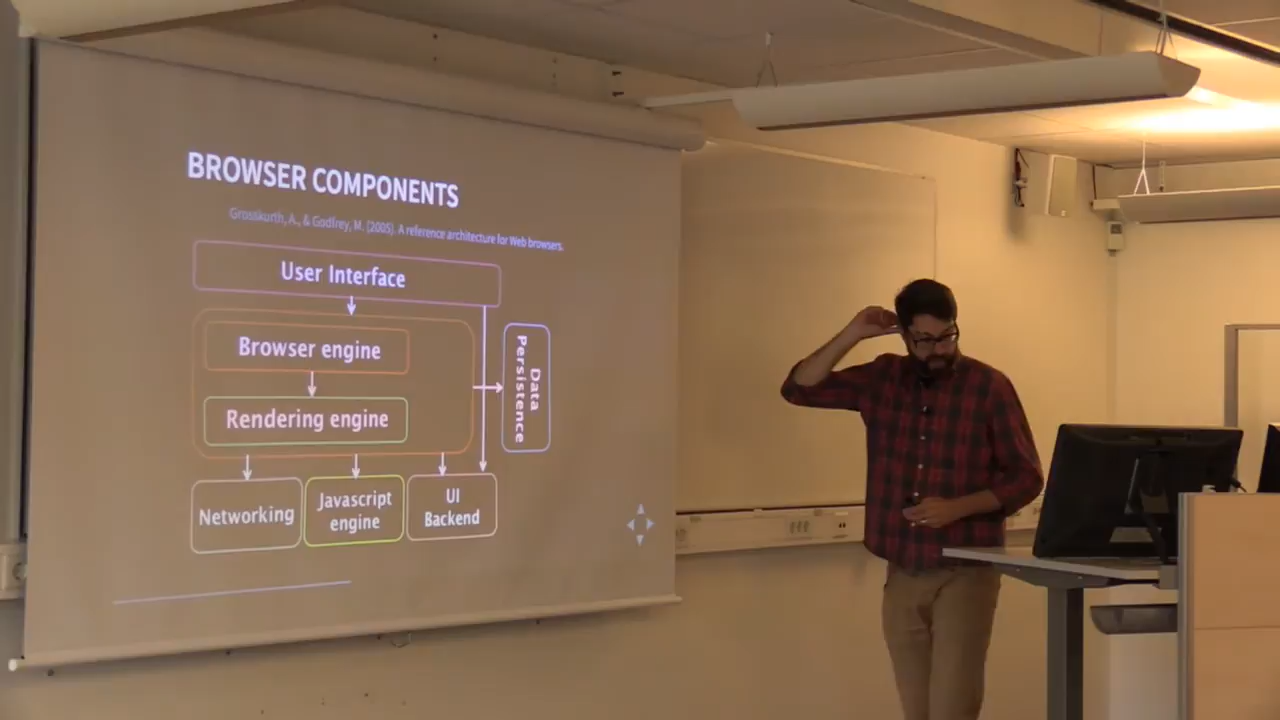 BROWSER COMPONENTS
Grosskurth, A., & Godfrey, M. (2005). A reference architecture for Web browsers.
User Interface
Browser engine
Rendering engine
Data
Persistence
Networking
Javascript
engine
UI
Backend